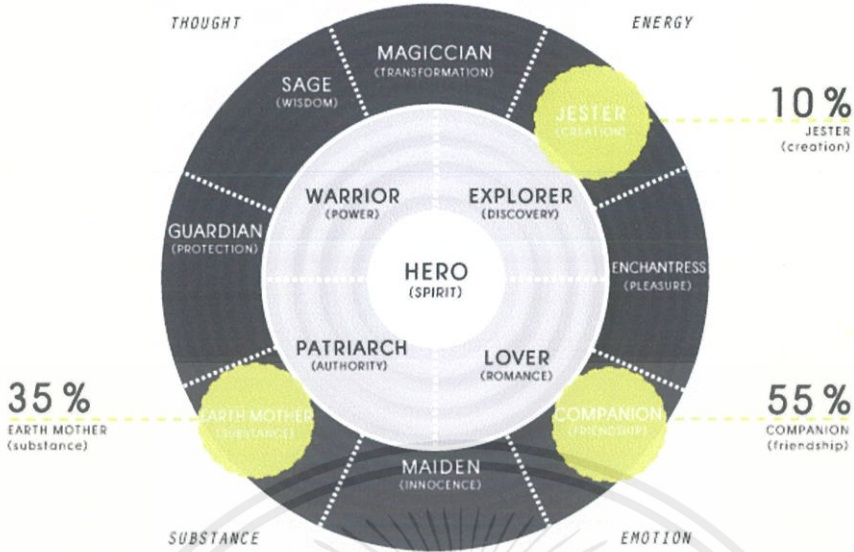 THOUGHT
ENERGY
MAGICCIAN
(TRANSFORMATION)
SAGE
(WISDOM)
JESTER
(CREATION)
10 %
JESTER
(creation)
WARRIOR
(POWER)
EXPLORER
(DISCOVERY)
GUARDIAN
(PROTECTION)
HERO
(SPIRIT)
ENCHANTRESS
(PLEASURE)
PATRIARCH
(AUTHORITY)
LOVER
(ROMANCE)
35 %
EARTH MOTHER
(substance)
EARTH MOTHER
(SUBSTANCE)
COMPANION
(FRIENDSHIP)
55 %
COMPANION
(friendship)
MAIDEN
(INNOCENCE)
SUBSTANCE
EMOTION